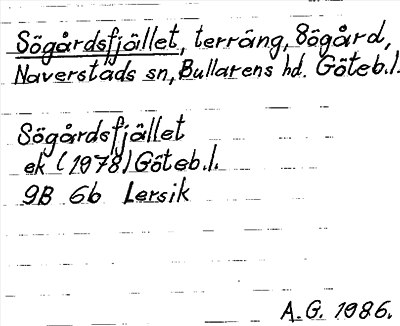 Sögårdsfjället, terräng, Sögård,
Naverstads sn, Bullarens hd. Göteb.l.
Sögårdsfjället
ek (1978) Göteb.l.
9B 6b Lersik
A.G. 1986.